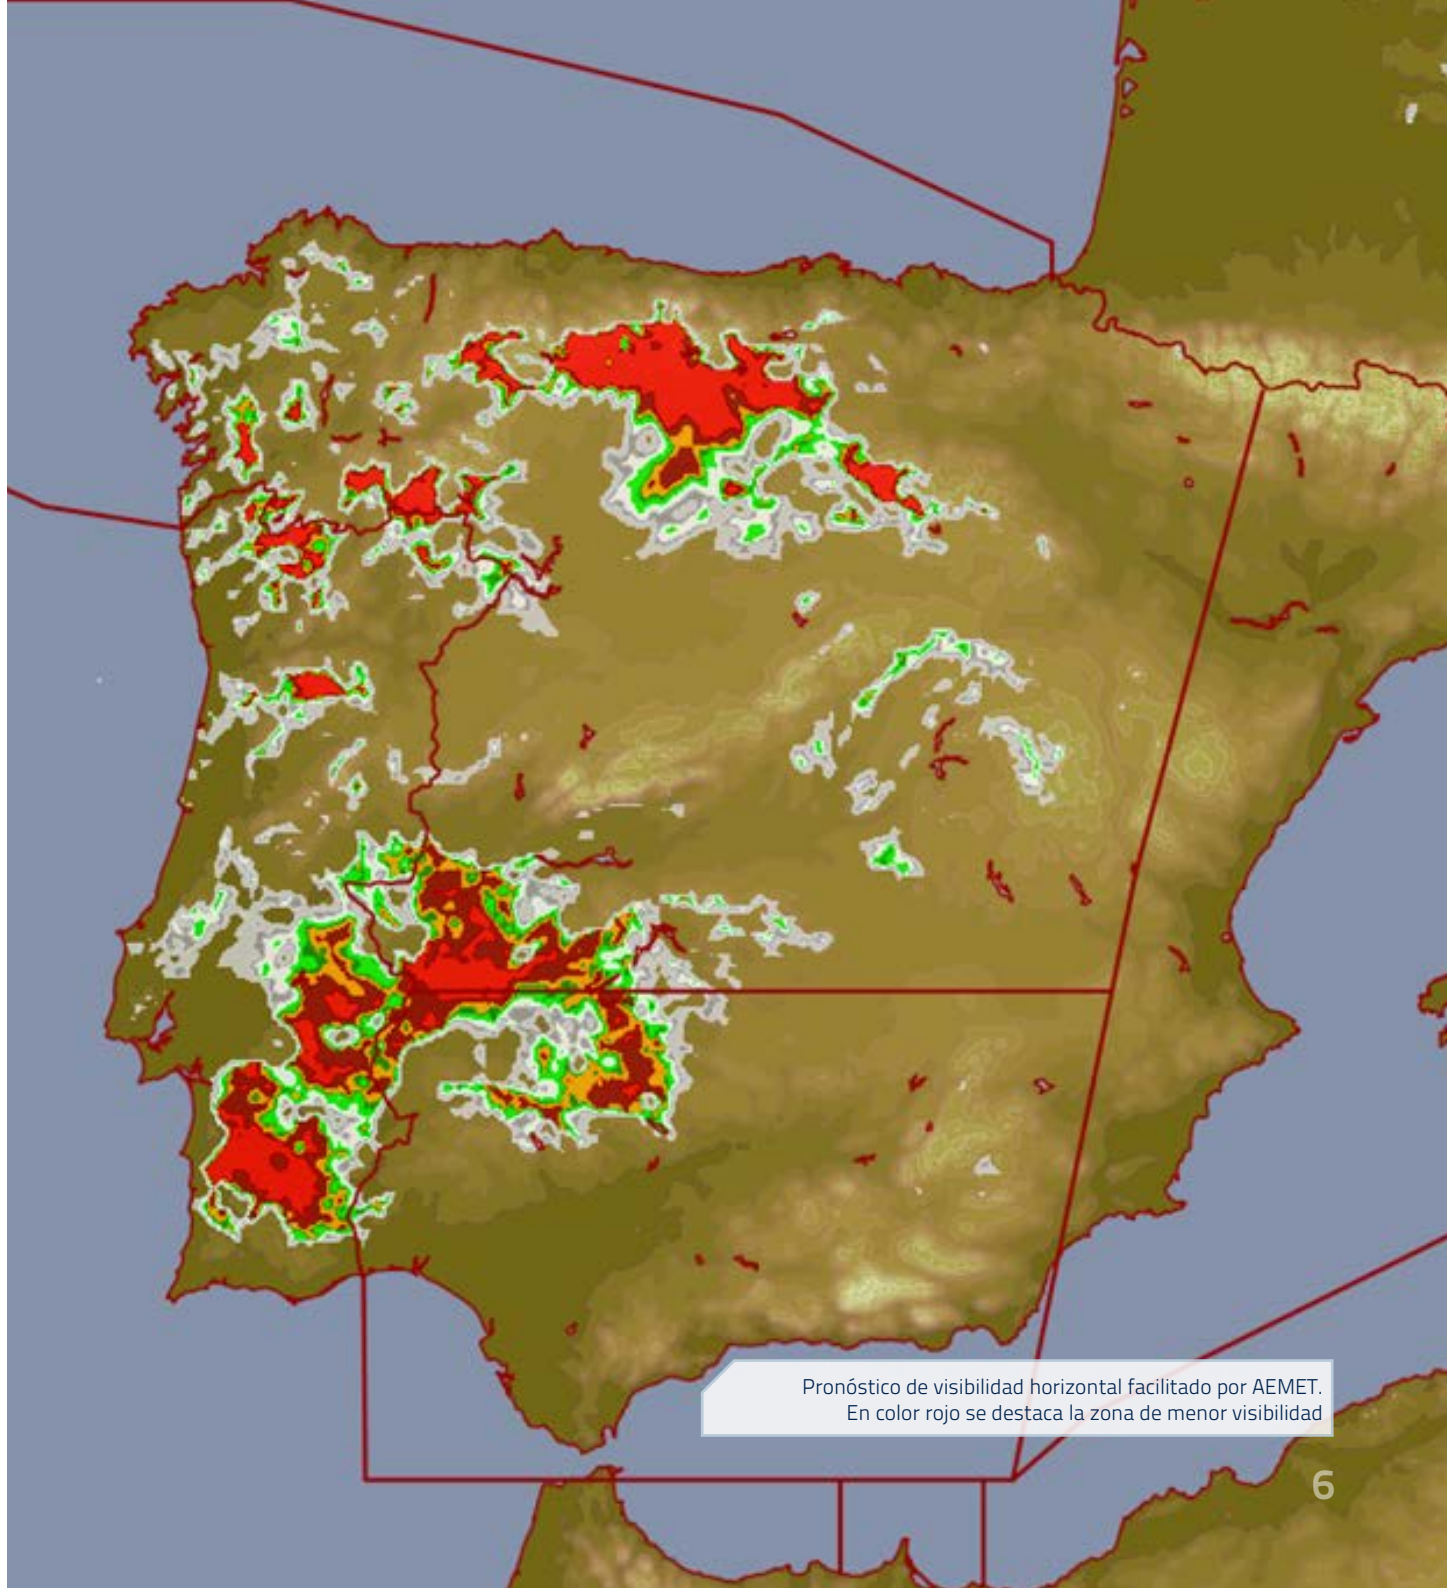 Pronóstico de visibilidad horizontal facilitado por AEMET.
En color rojo se destaca la zona de menor visibilidad
6